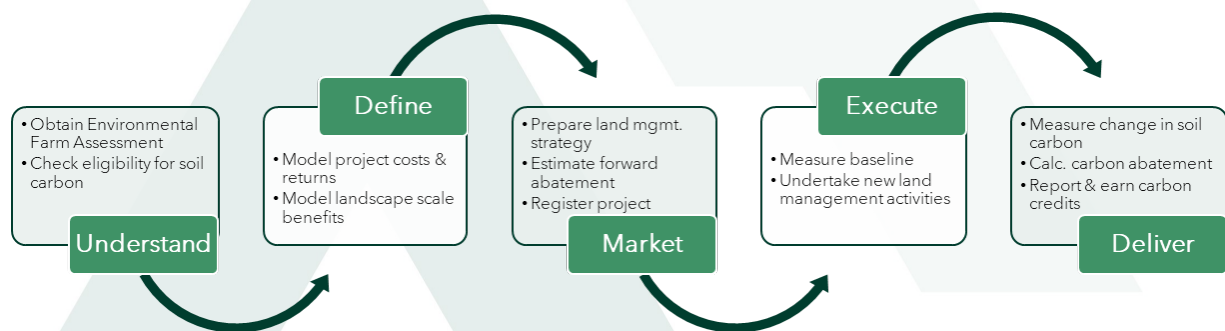 • Obtain Environmental
Farm Assessment
• Check eligibility for soil
carbon
Understand
Define
• Model project costs &
returns
• Model landscape scale
benefits
• Prepare land mgmt.
strategy
• Estimate forward
abatement
• Register project
Market
Execute
• Measure baseline
• Undertake new land
management activities
• Measure change in soil
carbon
• Calc. carbon abatement
• Report & earn carbon
credits
Deliver